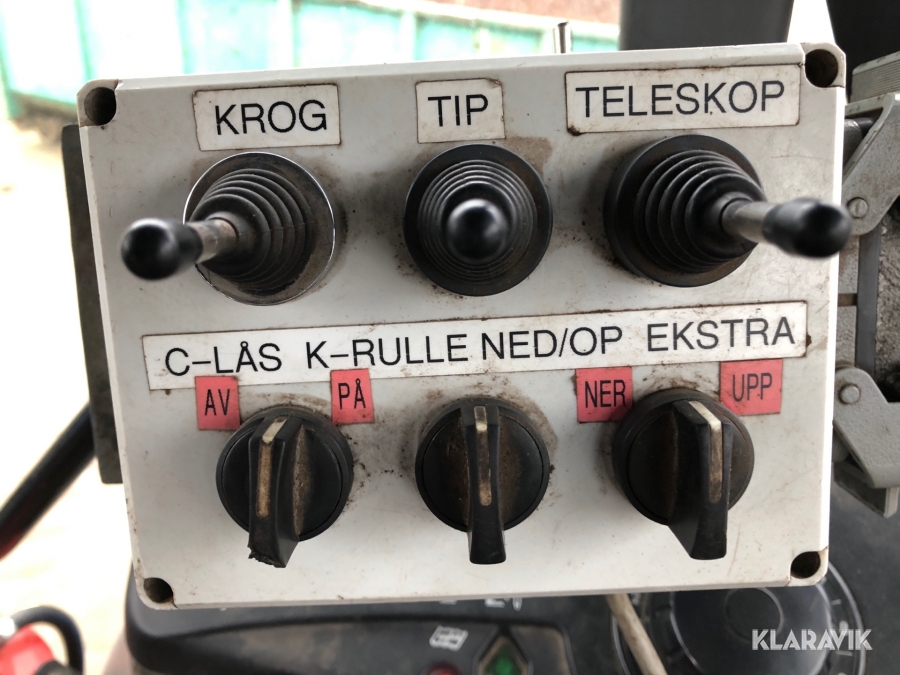 KROG TIP TELESKOP
C-LÅS K-RULLE NED/OP EKSTRA
AV PÅ NER UPP
KLARAVIK